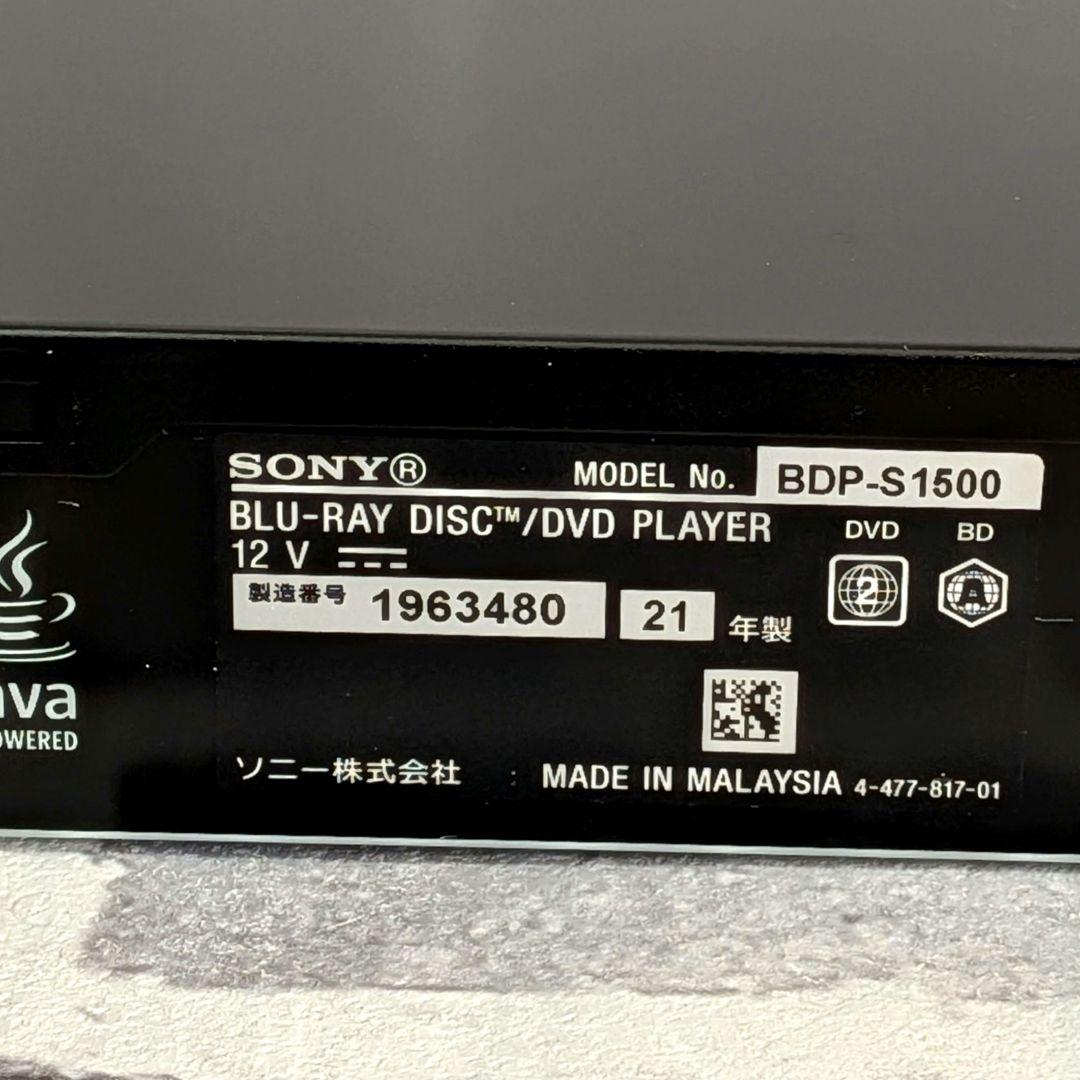 SONY® MODEL No. BDP-S1500
BLU-RAY DISC™/DVD PLAYER DVD BD
12 V
製造番号 1963480 21 年製
2 A
ソニー株式会社 MADE IN MALAYSIA 4-477-817-01
ava
OWERED